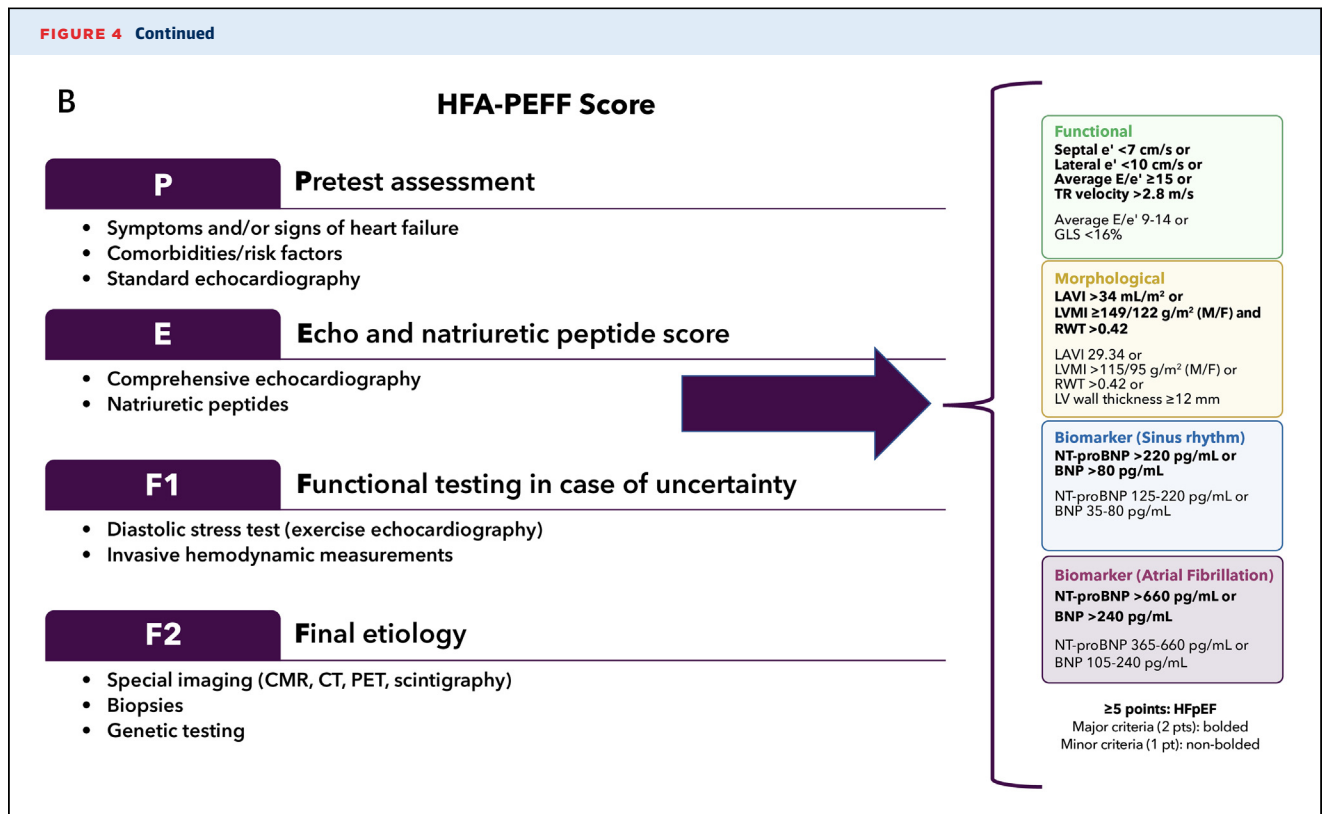 FIGURE 4 Continued
B
HFA-PEFF Score
P
Pretest assessment
• Symptoms and/or signs of heart failure
• Comorbidities/risk factors
• Standard echocardiography
E
Echo and natriuretic peptide score
• Comprehensive echocardiography
• Natriuretic peptides
F1
Functional testing in case of uncertainty
• Diastolic stress test (exercise echocardiography)
• Invasive hemodynamic measurements
F2
Final etiology
• Special imaging (CMR, CT, PET, scintigraphy)
• Biopsies
• Genetic testing
Functional
Septal e' <7 cm/s or
Lateral e' <10 cm/s or
Average E/e' ≥15 or
TR velocity >2.8 m/s
Average E/e' 9-14 or
GLS <16%
Morphological
LAVI >34 mL/m² or
LVMI ≥149/122 g/m² (M/F) and
RWT >0.42
LAVI 29.34 or
LVMI >115/95 g/m² (M/F) or
RWT >0.42 or
LV wall thickness ≥12 mm
Biomarker (Sinus rhythm)
NT-proBNP >220 pg/mL or
BNP >80 pg/mL
NT-proBNP 125-220 pg/mL or
BNP 35-80 pg/mL
Biomarker (Atrial Fibrillation)
NT-proBNP >660 pg/mL or
BNP >240 pg/mL
NT-proBNP 365-660 pg/mL or
BNP 105-240 pg/mL
≥5 points: HFpEF
Major criteria (2 pts): bolded
Minor criteria (1 pt): non-bolded